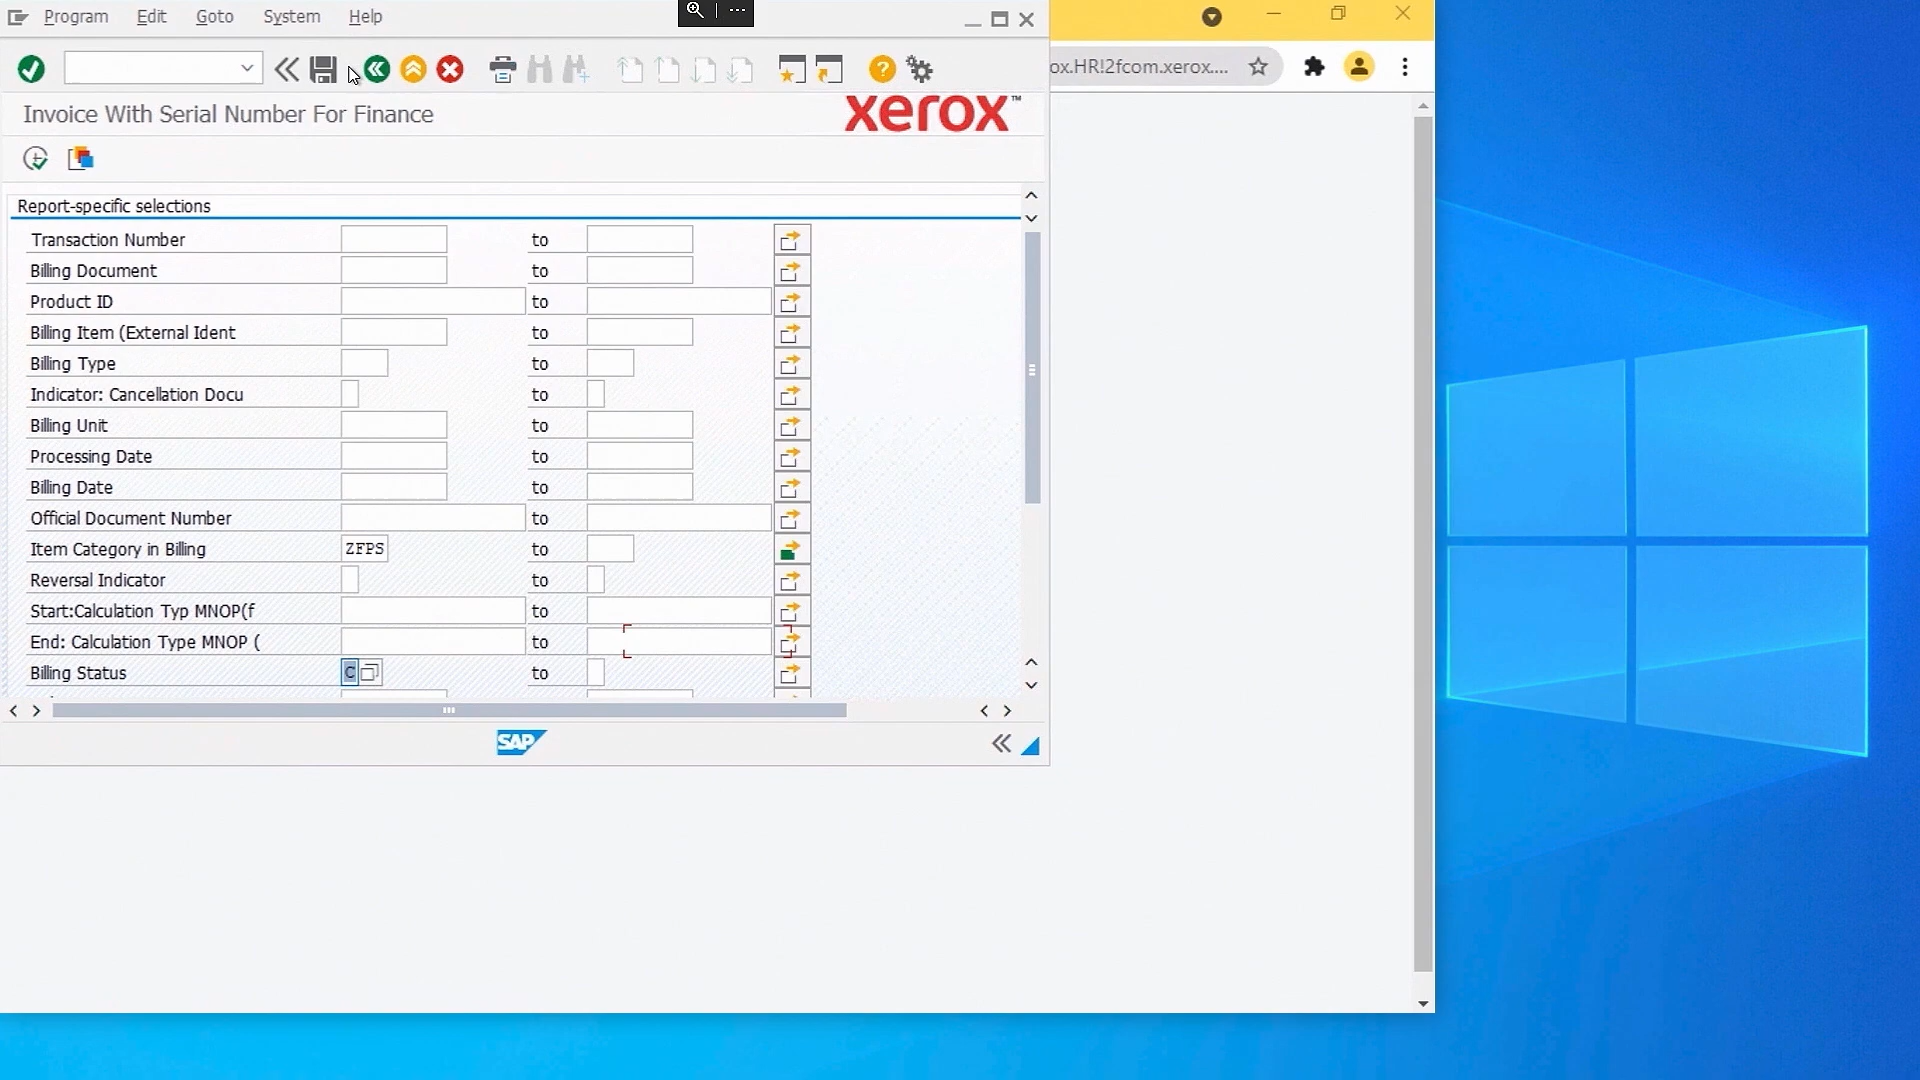 Program Edit Goto System Help
ox.HR!2fcom.xerox....
Invoice With Serial Number For Finance
xerox™
Report-specific selections
Transaction Number to
Billing Document to
Product ID to
Billing Item (External Ident to
Billing Type to
Indicator: Cancellation Docu to
Billing Unit to
Processing Date to
Billing Date to
Official Document Number to
Item Category in Billing ZFPS to
Reversal Indicator to
Start:Calculation Typ MNOP(f to
End: Calculation Type MNOP ( to
Billing Status C to
SAP